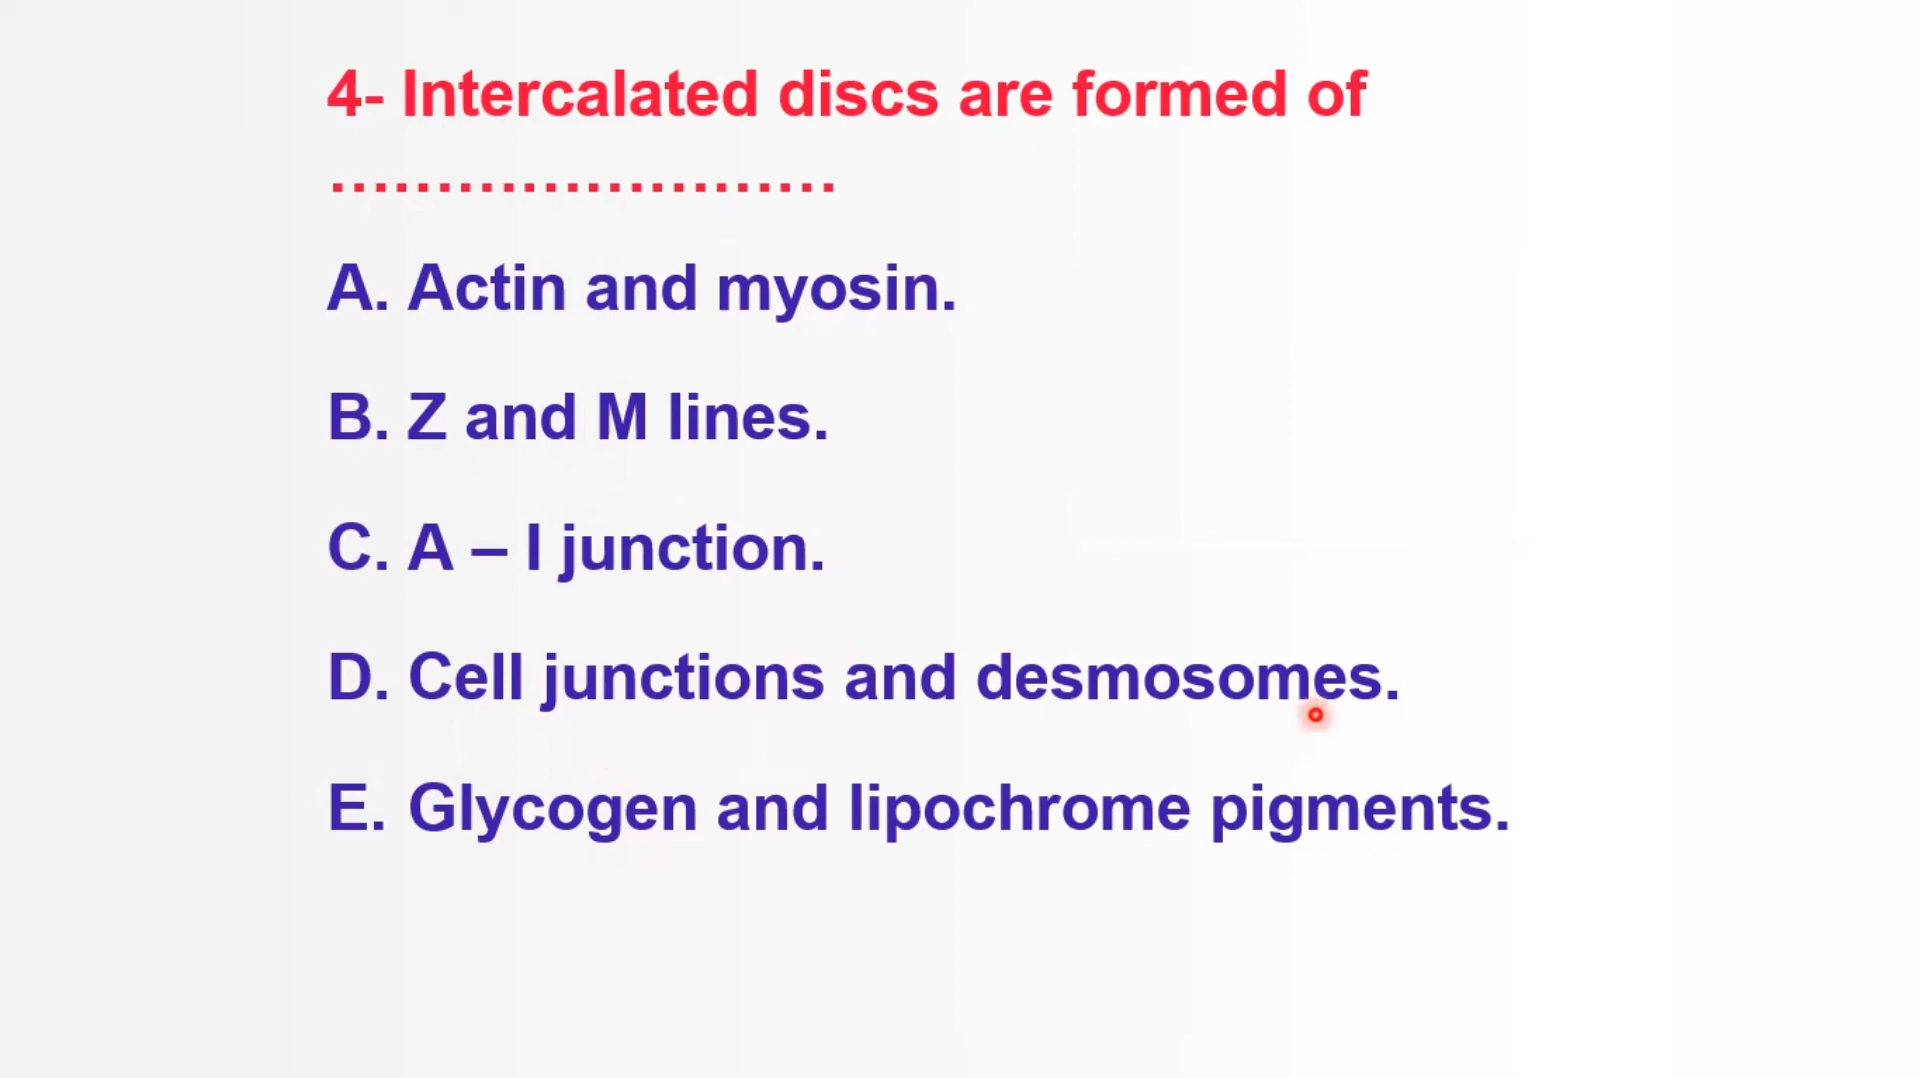 4- Intercalated discs are formed of
........................
A. Actin and myosin.
B. Z and M lines.
C. A – I junction.
D. Cell junctions and desmosomes.
E. Glycogen and lipochrome pigments.